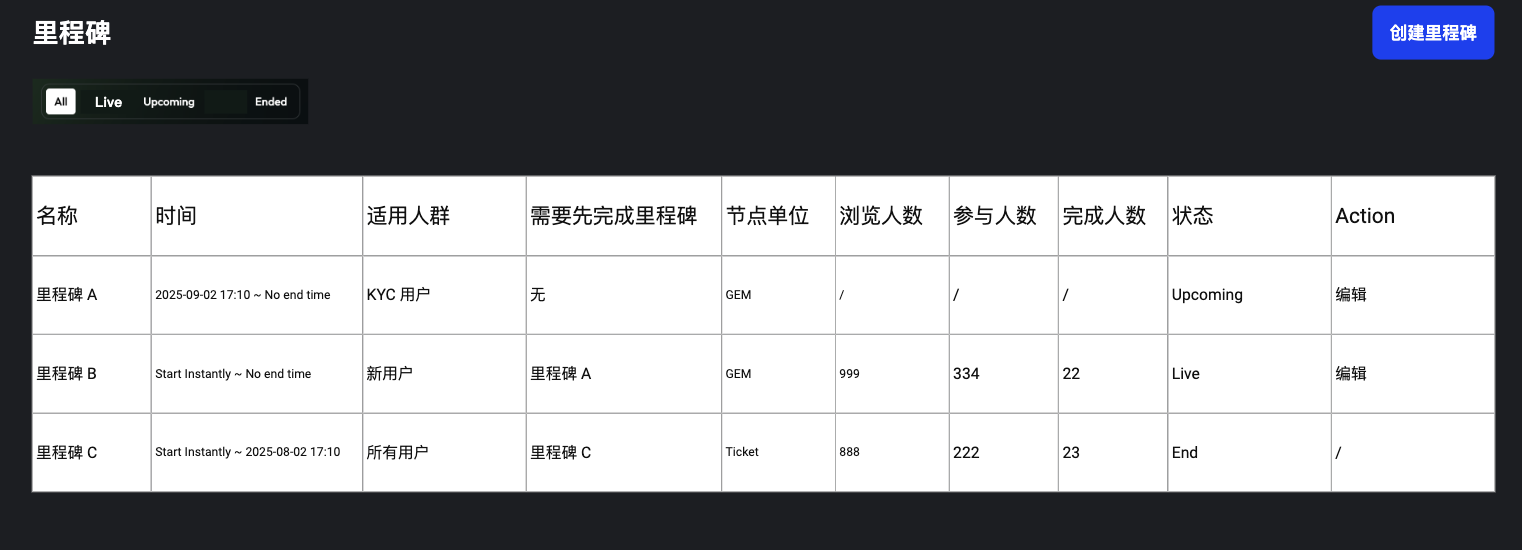 里程碑
创建里程碑
All Live Upcoming Ended
名称 时间 适用人群 需要先完成里程碑 节点单位 浏览人数 参与人数 完成人数 状态 Action
里程碑 A 2025-09-02 17:10 ~ No end time KYC 用户 无 GEM / / / Upcoming 编辑
里程碑 B Start Instantly ~ No end time 新用户 里程碑 A GEM 999 334 22 Live 编辑
里程碑 C Start Instantly ~ 2025-08-02 17:10 所有用户 里程碑 C Ticket 888 222 23 End /